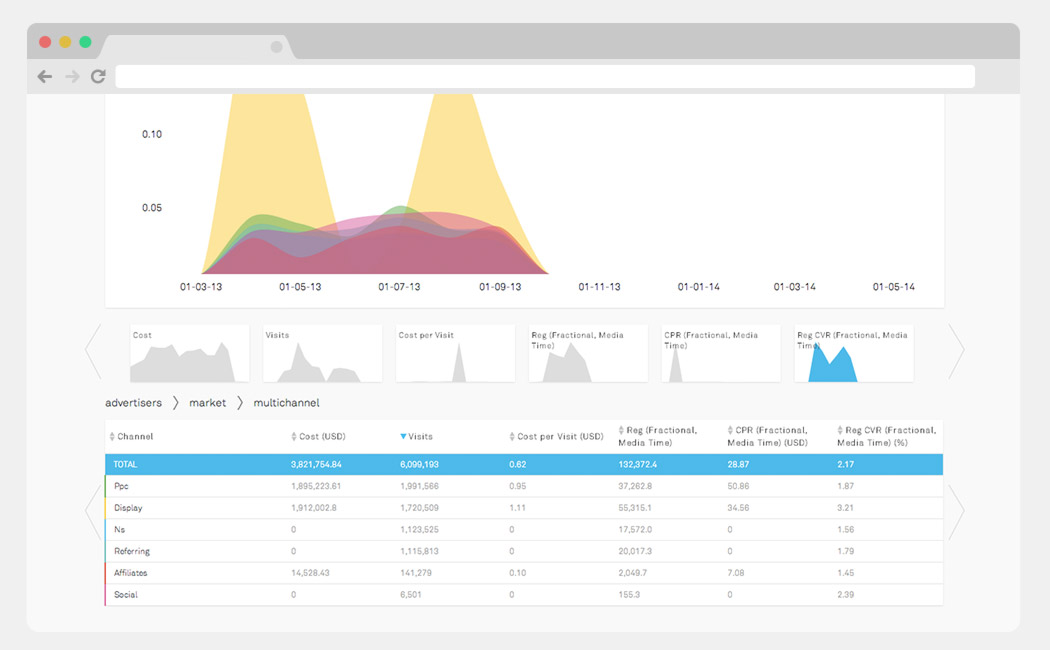 0.10
0.05
01-03-13 01-05-13 01-07-13 01-09-13 01-11-13 01-01-14 01-03-14 01-05-14
Cost
Visits
Cost per Visit
Reg (Fractional, Media
Time)
CPR (Fractional, Media
Time)
Reg CVR (Fractional, Media
Time)
advertisers market multichannel
Channel
Cost (USD)
Visits
Cost per Visit (USD)
Reg (Fractional,
Media Time)
CPR (Fractional,
Media Time) (USD)
Reg CVR (Fractional,
Media Time) (%)
TOTAL 3,821,754.84 6,099,193 0.62 132,372.4 28.87 2.17
Ppc 1,895,223.61 1,991,566 0.95 37,262.8 50.86 1.87
Display 1,912,002.8 1,720,509 1.11 55,315.1 34.56 3.21
Ns 0 1,123,525 0 17,572.0 0 1.56
Referring 0 1,115,813 0 20,017.3 0 1.79
Affiliates 14,528.43 141,279 0.10 2,049.7 7.08 1.45
Social 0 6,501 0 155.3 0 2.39